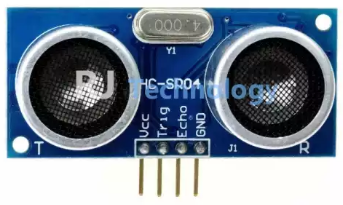 4.000
Y1
HC-SR04
RJ Technology
Vcc
Trig
Echo
GND
T
J1
R